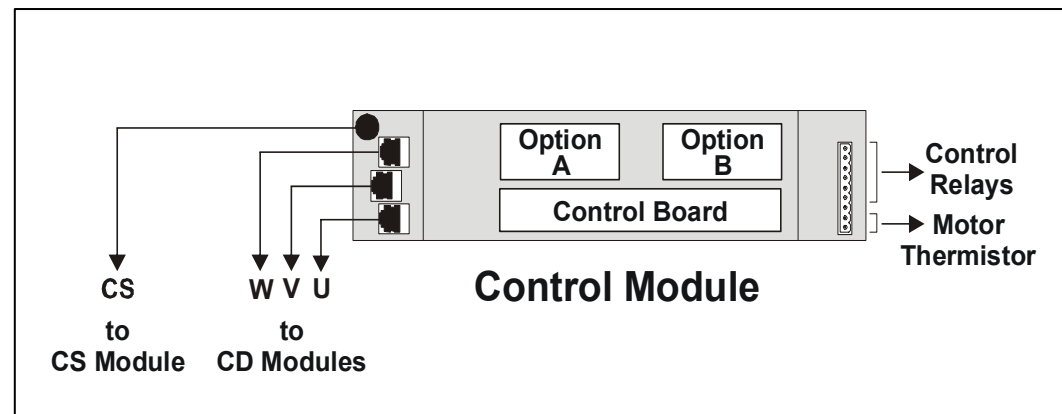 Option
A
Option
B
Control Board
Control
Relays
Motor
Thermistor
Control Module
CS
to
CS Module
W V U
to
CD Modules